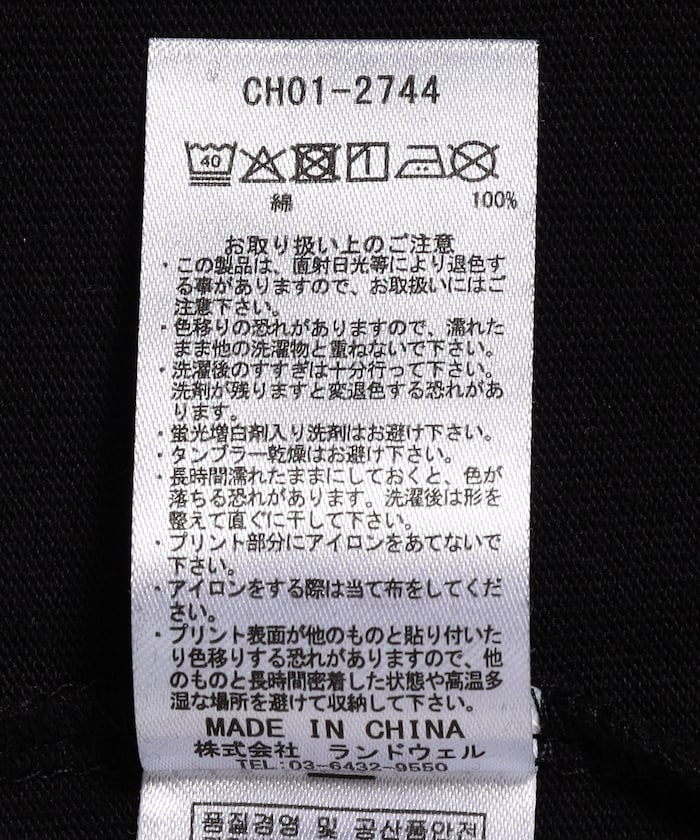 CH01-2744
40
綿 100%
お取り扱い上のご注意
・この製品は、直射日光等により退色す
る事がありますので、お取扱いにはご
注意下さい。
・色移りの恐れがありますので、濡れた
まま他の洗濯物と重ねないで下さい。
・洗濯後のすすぎは十分行って下さい。
洗剤が残りますと変退色する恐れがあ
ります。
・蛍光増白剤入り洗剤はお避け下さい。
・タンブラー乾燥はお避け下さい。
・長時間濡れたままにしておくと、色が
落ちる恐れがあります。洗濯後は形を
整えて直ぐに干して下さい。
・プリント部分にアイロンをあてないで
下さい。
・アイロンをする際は当て布をしてくだ
さい。
・プリント表面が他のものと貼り付いた
り色移りする恐れがありますので、他
のものと長時間密着した状態や高温多
湿な場所を避けて収納して下さい。
MADE IN CHINA
株式会社 ランドウェル
TEL:03-6432-9550
품질경영 및 공산품안전